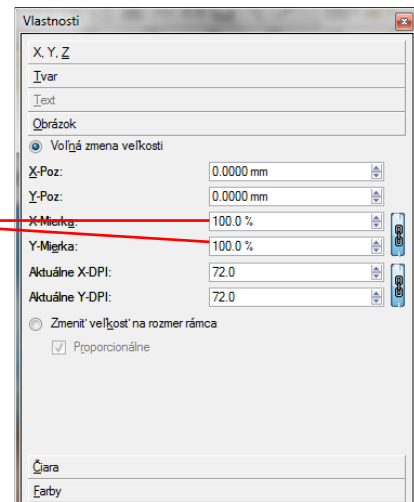 Vlastnosti
X, Y, Z
Tvar
Text
Obrázok
Voľná zmena veľkosti
X-Poz: 0.0000 mm
Y-Poz: 0.0000 mm
X-Mierka: 100.0 %
Y-Mierka: 100.0 %
Aktuálne X-DPI: 72.0
Aktuálne Y-DPI: 72.0
Zmeniť veľkosť na rozmer rámca
Proporcionálne
Čiara
Farby